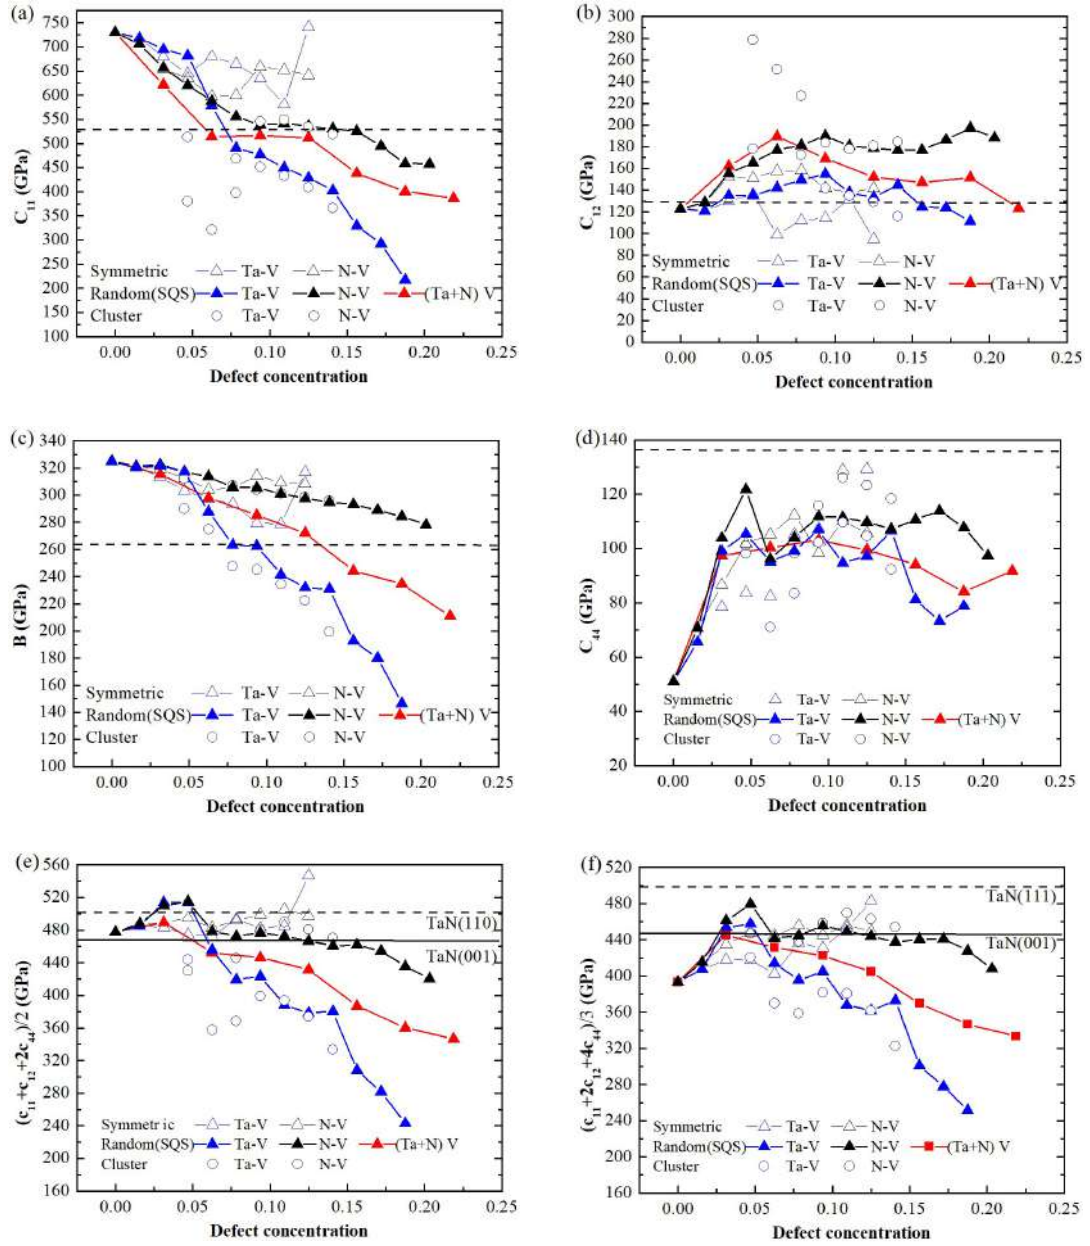 (a)
750
700
650
600
550
500
450
400
350
300
250
200
150
100
C11 (GPa)
Symmetric Ta-V N-V
Random(SQS) Ta-V N-V (Ta+N) V
Cluster Ta-V N-V
0.00 0.05 0.10 0.15 0.20 0.25
Defect concentration
(b)
300
280
260
240
220
200
180
160
140
120
100
80
60
40
20
0
C12 (GPa)
Symmetric Ta-V N-V
Random(SQS) Ta-V N-V (Ta+N) V
Cluster Ta-V N-V
0.00 0.05 0.10 0.15 0.20 0.25
Defect concentration
(c)
340
320
300
280
260
240
220
200
180
160
140
120
100
B (GPa)
Symmetric Ta-V N-V
Random(SQS) Ta-V N-V (Ta+N) V
Cluster Ta-V N-V
0.00 0.05 0.10 0.15 0.20 0.25
Defect concentration
(d)
140
120
100
80
60
40
20
C44 (GPa)
Symmetric Ta-V N-V
Random(SQS) Ta-V N-V (Ta+N) V
Cluster Ta-V N-V
0.00 0.05 0.10 0.15 0.20 0.25
Defect concentration
(e)
560
520
480
440
400
360
320
280
240
200
160
(c11+c12+2c44)/2 (GPa)
TaN(110)
TaN(001)
Symmetr ic Ta-V N-V
Random(SQS) Ta-V N-V (Ta+N) V
Cluster Ta-V N-V
0.00 0.05 0.10 0.15 0.20 0.25
Defect concentration
(f)
520
480
440
400
360
320
280
240
200
160
(c11+2c12+4c44)/3 (GPa)
TaN(111)
TaN(001)
Symmetric Ta-V N-V
Random(SQS) Ta-V N-V (Ta+N) V
Cluster Ta-V N-V
0.00 0.05 0.10 0.15 0.20 0.25
Defect concentration